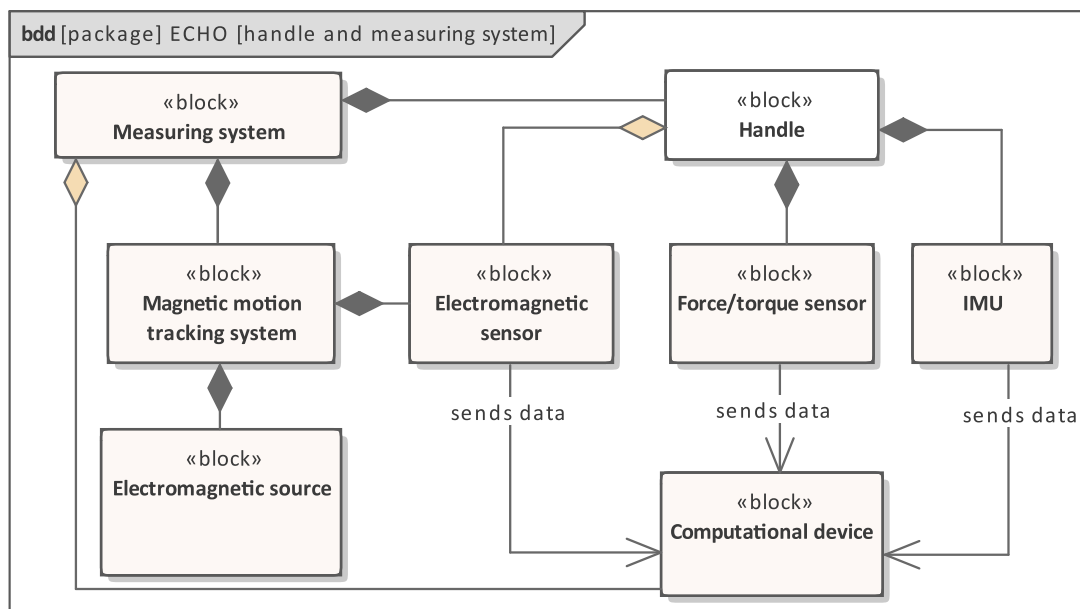 bdd [package] ECHO [handle and measuring system]
«block»
Measuring system
«block»
Handle
«block»
Magnetic motion
tracking system
«block»
Electromagnetic
sensor
«block»
Force/torque sensor
«block»
IMU
sends data
sends data
sends data
«block»
Electromagnetic source
«block»
Computational device